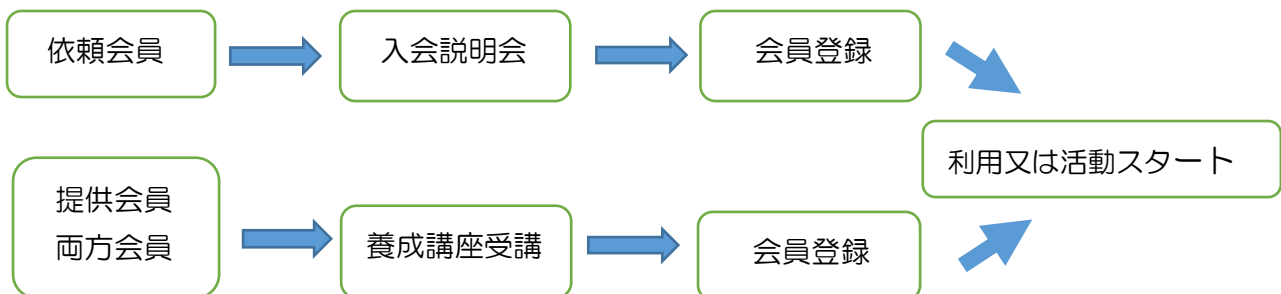 依頼会員
入会説明会
会員登録
利用又は活動スタート
提供会員
両方会員
養成講座受講
会員登録